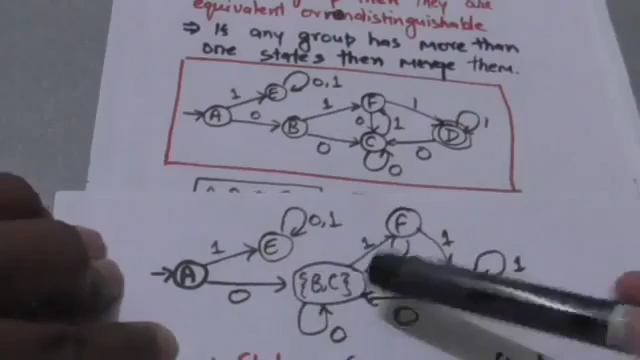 equivalent or nondistinguishable
⇒ If any group has more than
one states then merge them.
1 E 0,1
A 0 B 1 F 1 D 1
0 C 0 1 0
0
1 E 0,1 F 1
A 0 {B,C} 1 1
0 0